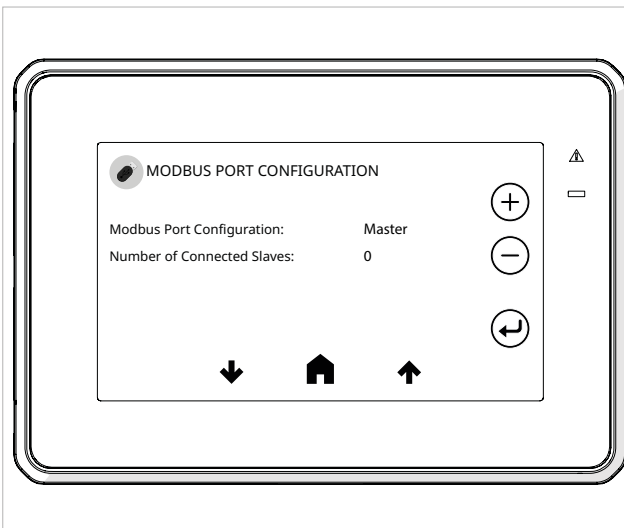 MODBUS PORT CONFIGURATION
Modbus Port Configuration: Master
Number of Connected Slaves: 0